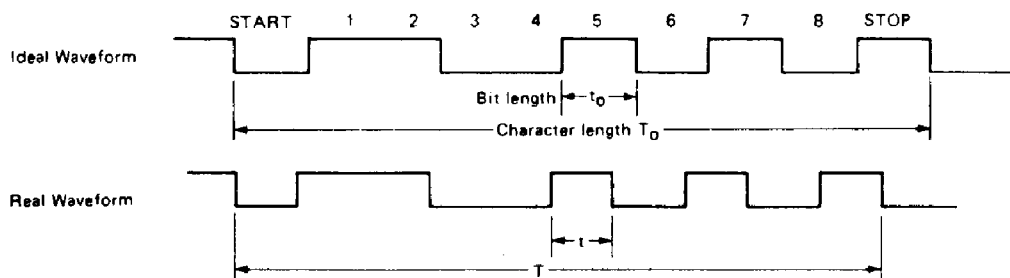 START 1 2 3 4 5 6 7 8 STOP
Ideal Waveform
Bit length t₀
Character length T₀
Real Waveform
t
T